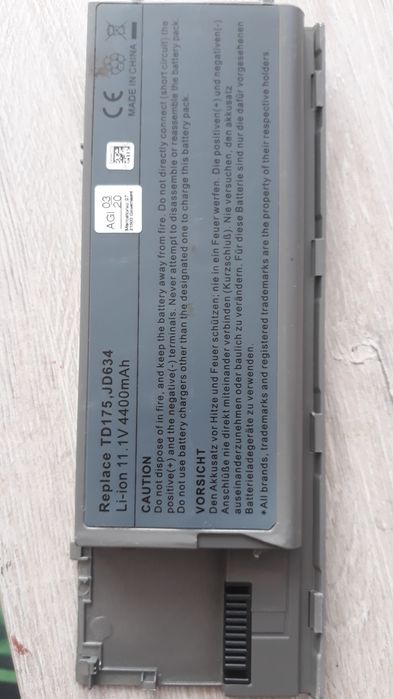 Replace TD175,JD634
Li-ion 11.1V 4400mAh
CE
MADE IN CHINA
AGI 03
20
CAUTION
Do not dispose of in fire, and keep the battery away from fire. Do not directly connect (short circuit) the
positive(+) and the negative(-) terminals. Never attempt to disassemble or reassemble the battery pack.
Do not use battery chargers other than the designated one to charge this battery pack.
VORSICHT
Den Akkusatz vor Hitze und Feuer schützen; nie in ein Feuer werfen. Die positiven(+) und negativen(-)
Anschlüße nie direkt miteinander verbinden (Kurzschluß). Nie versuchen, den akkusatz
auseinanderzunehmen oder baulich zu verändern. Für diese Batterie sind nur die dafür vorgesehenen
Batterieladegeräte zu verwenden.
*All brands, trademarks and registered trademarks are the property of their respective holders.